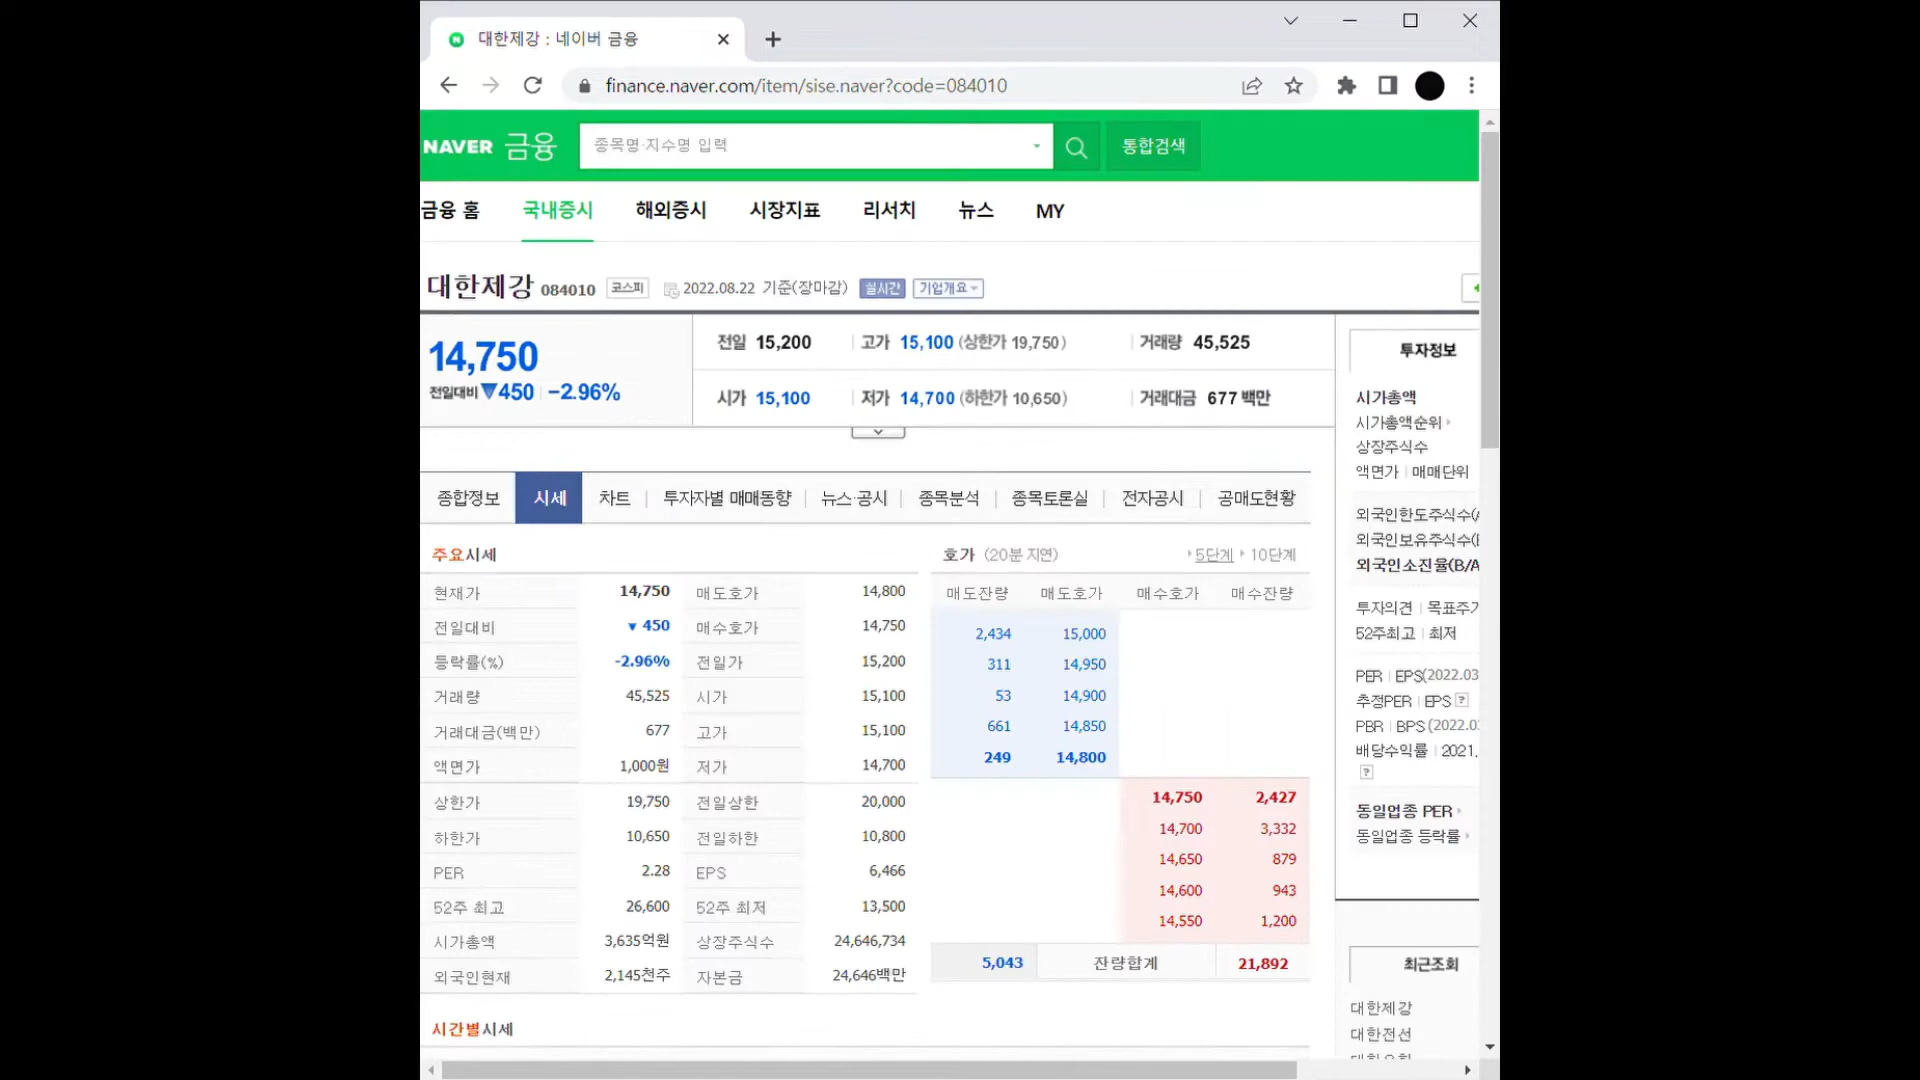 대한제강 : 네이버 금융
finance.naver.com/item/sise.naver?code=084010
NAVER 금융
종목명·지수명 입력
통합검색
금융 홈 국내증시 해외증시 시장지표 리서치 뉴스 MY
대한제강 084010 코스피 2022.08.22 기준(장마감) 실시간 기업개요
14,750
전일대비 ▼450 -2.96%
전일 15,200 고가 15,100 (상한가 19,750) 거래량 45,525
시가 15,100 저가 14,700 (하한가 10,650) 거래대금 677 백만
종합정보 시세 차트 투자자별 매매동향 뉴스·공시 종목분석 종목토론실 전자공시 공매도현황
주요시세
현재가 14,750 매도호가 14,800
전일대비 ▼ 450 매수호가 14,750
등락률(%) -2.96% 전일가 15,200
거래량 45,525 시가 15,100
거래대금(백만) 677 고가 15,100
액면가 1,000원 저가 14,700
상한가 19,750 전일상한 20,000
하한가 10,650 전일하한 10,800
PER 2.28 EPS 6,466
52주 최고 26,600 52주 최저 13,500
시가총액 3,635억원 상장주식수 24,646,734
외국인현재 2,145천주 자본금 24,646백만
호가 (20분 지연) 5단계 10단계
매도잔량 매도호가 매수호가 매수잔량
2,434 15,000
311 14,950
53 14,900
661 14,850
249 14,800
14,750 2,427
14,700 3,332
14,650 879
14,600 943
14,550 1,200
5,043 잔량합계 21,892
시간별시세
투자정보
시가총액
시가총액순위
상장주식수
액면가 | 매매단위
외국인한도주식수(A
외국인보유주식수(B
외국인소진율(B/A
투자의견 | 목표주가
52주최고 | 최저
PER | EPS(2022.03
추정PER | EPS ?
PBR | BPS (2022.0
배당수익률 | 2021.
?
동일업종 PER
동일업종 등락률
최근조회
대한제강
대한전선